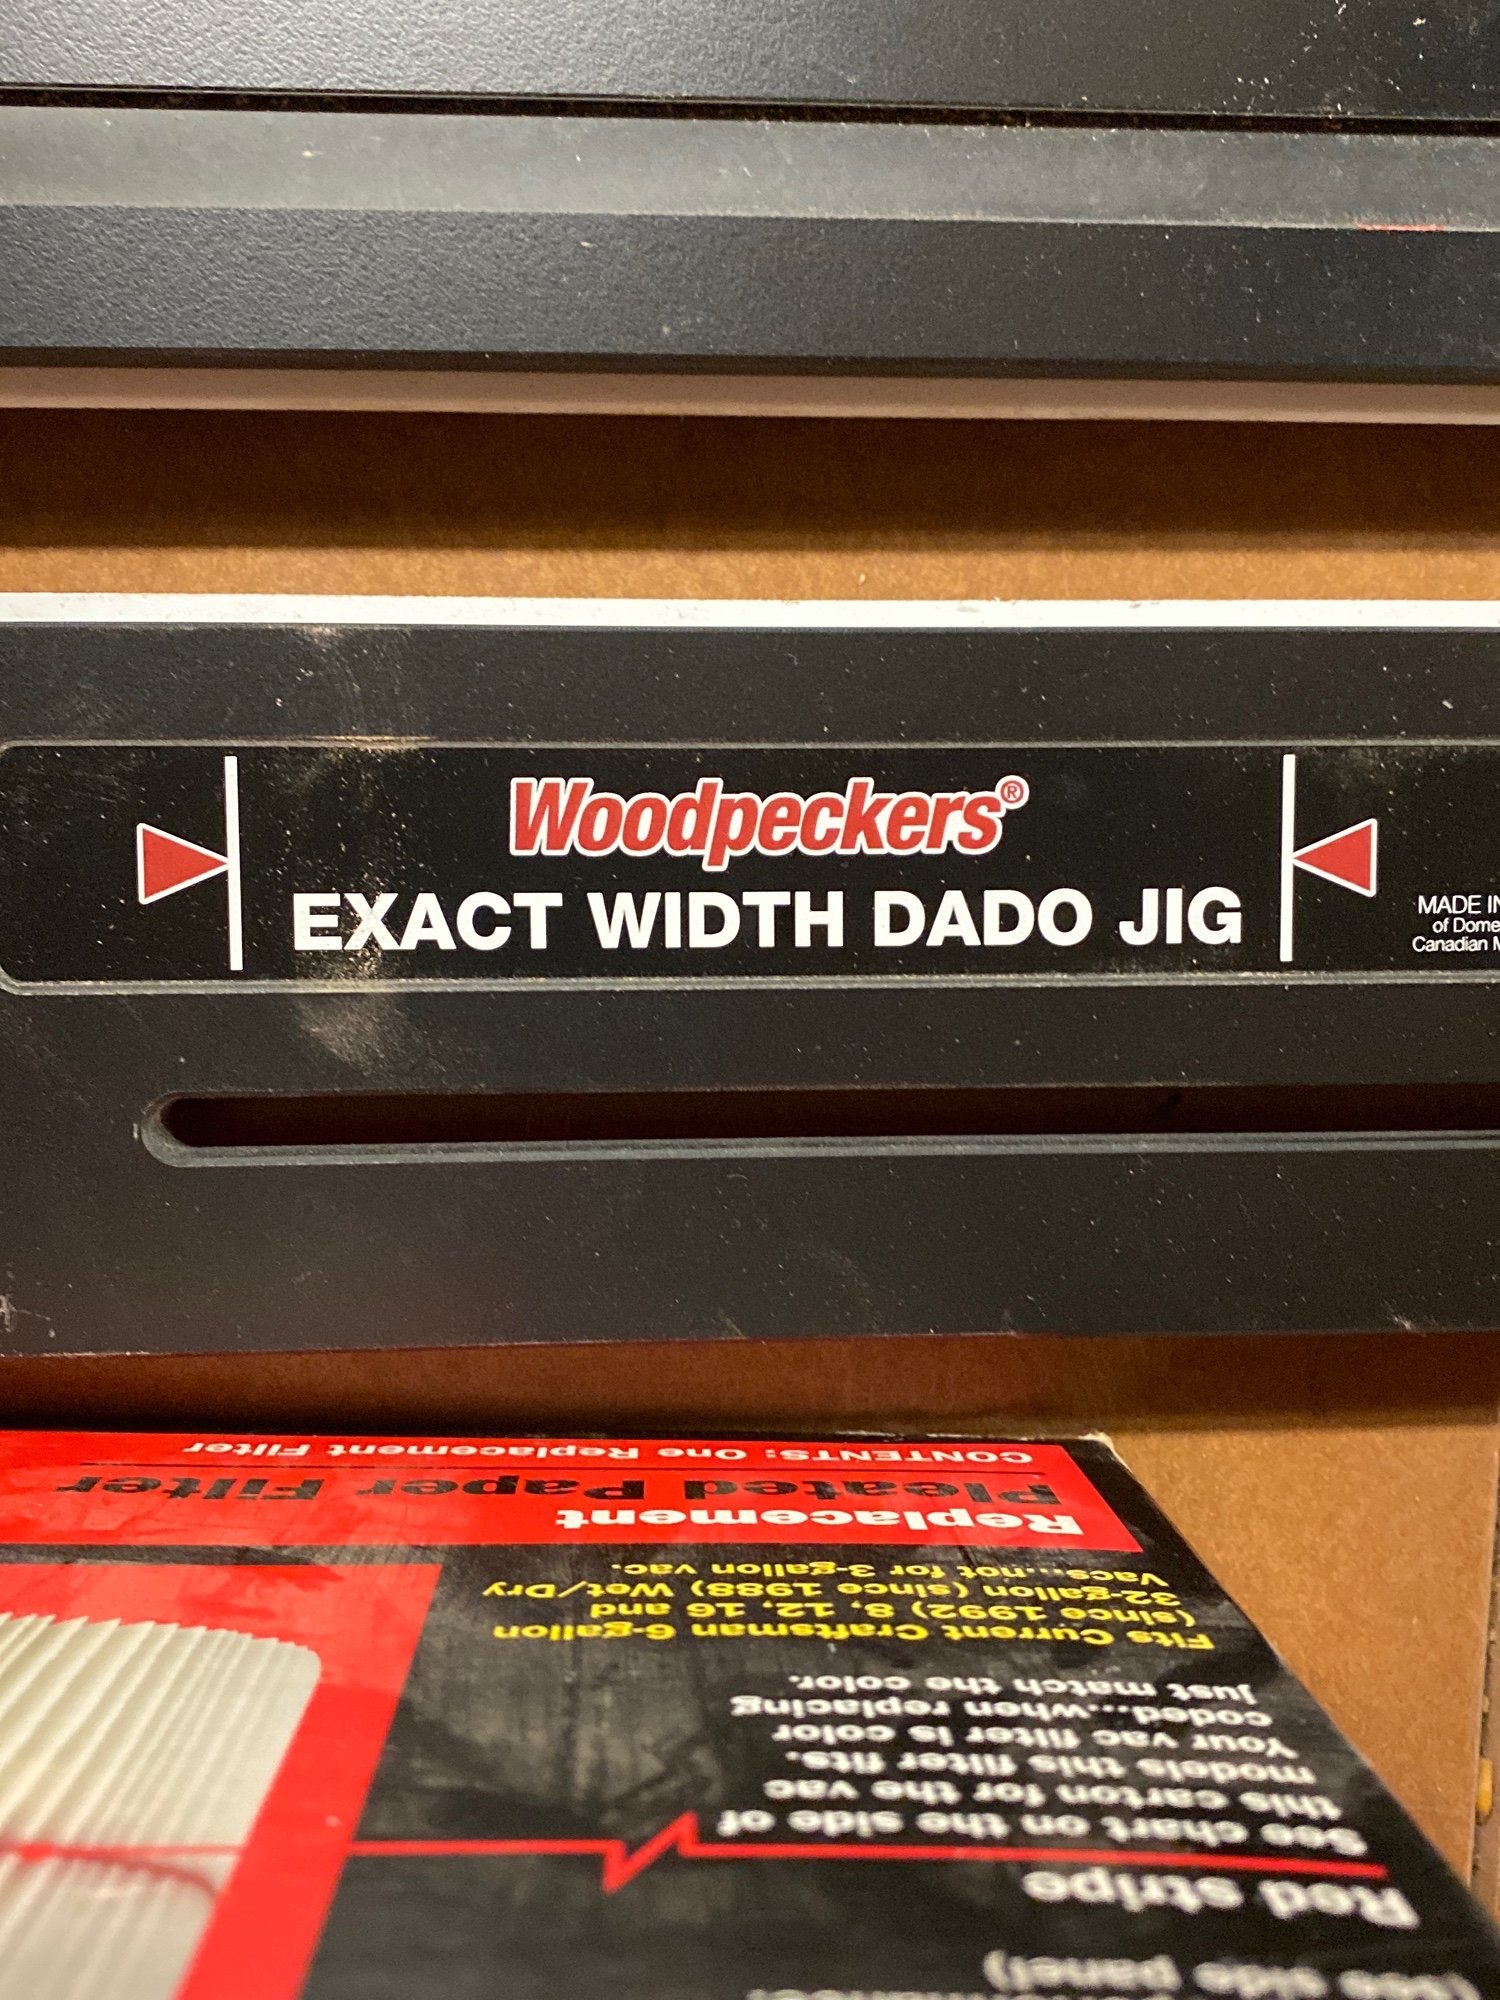 Woodpeckers®
EXACT WIDTH DADO JIG
MADE IN
of Dome
Canadian M
(see side panel)
Red stripe
See chart on the side of
this carton for the vac
models this filter fits.
Your vac filter is color
coded...when replacing
just match the color.
Fits Current Craftsman 6-gallon
(since 1992) 8, 12, 16 and
32-gallon (since 1988) Wet/Dry
Vacs...not for 3-gallon vac.
Replacement
Pleated Paper Filter
CONTENTS: One Replacement Filter